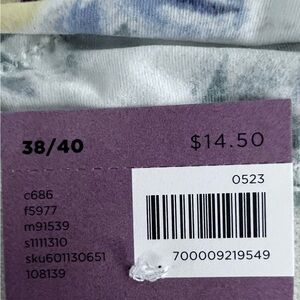 38/40 $14.50
0523
c686
f5977
m91539
s1111310
sku601130651
108139
700009219549